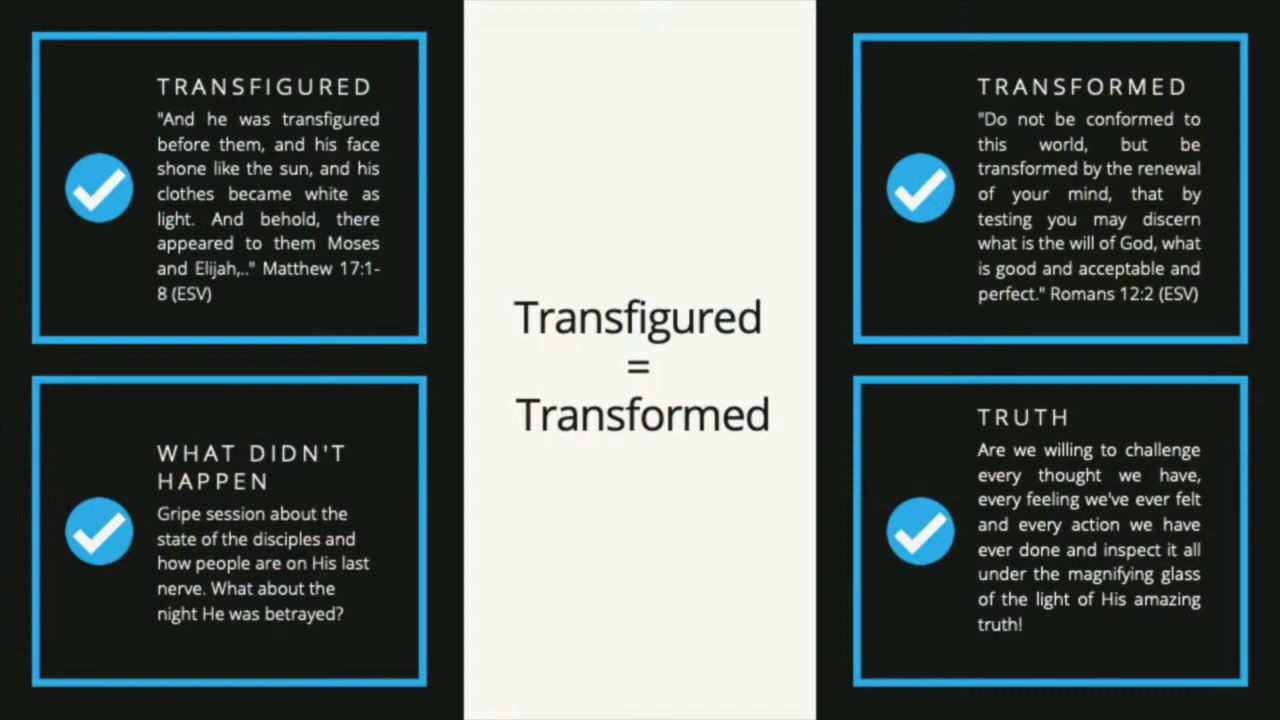 TRANSFIGURED
"And he was transfigured
before them, and his face
shone like the sun, and his
clothes became white as
light. And behold, there
appeared to them Moses
and Elijah,.." Matthew 17:1-
8 (ESV)
WHAT DIDN'T
HAPPEN
Gripe session about the
state of the disciples and
how people are on His last
nerve. What about the
night He was betrayed?
Transfigured
=
Transformed
TRANSFORMED
"Do not be conformed to
this world, but be
transformed by the renewal
of your mind, that by
testing you may discern
what is the will of God, what
is good and acceptable and
perfect." Romans 12:2 (ESV)
TRUTH
Are we willing to challenge
every thought we have,
every feeling we've ever felt
and every action we have
ever done and inspect it all
under the magnifying glass
of the light of His amazing
truth!